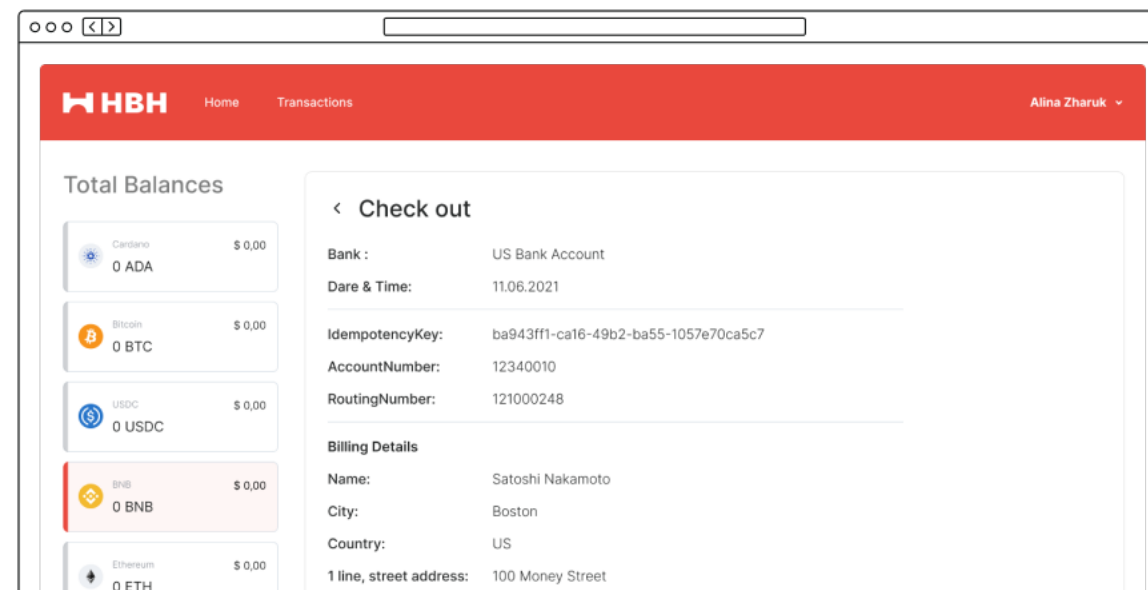 HBH Home Transactions Alina Zharuk
Total Balances
Cardano $ 0,00
0 ADA
Bitcoin $ 0,00
0 BTC
USDC $ 0,00
0 USDC
BNB $ 0,00
0 BNB
Ethereum $ 0,00
0 ETH
Check out
Bank : US Bank Account
Dare & Time: 11.06.2021
IdempotencyKey: ba943ff1-ca16-49b2-ba55-1057e70ca5c7
AccountNumber: 12340010
RoutingNumber: 121000248
Billing Details
Name: Satoshi Nakamoto
City: Boston
Country: US
1 line, street address: 100 Money Street